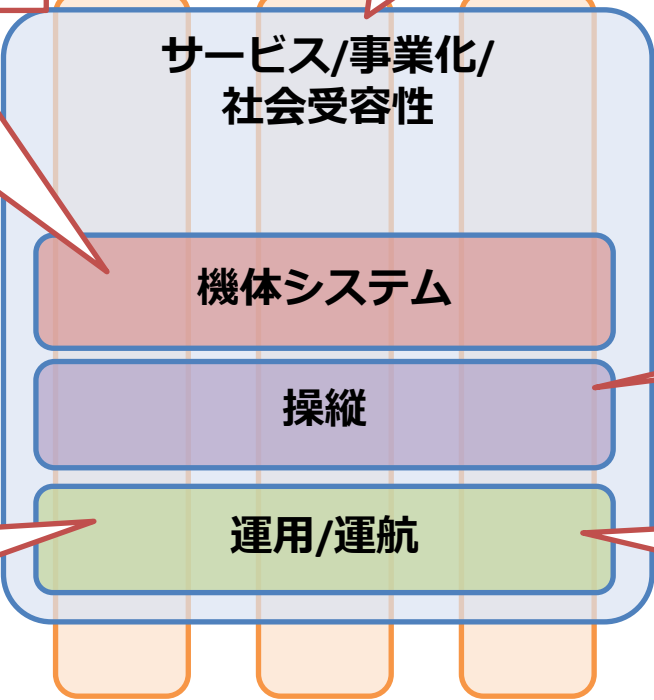 サービス/事業化/
社会受容性
機体システム
操縦
運用/運航